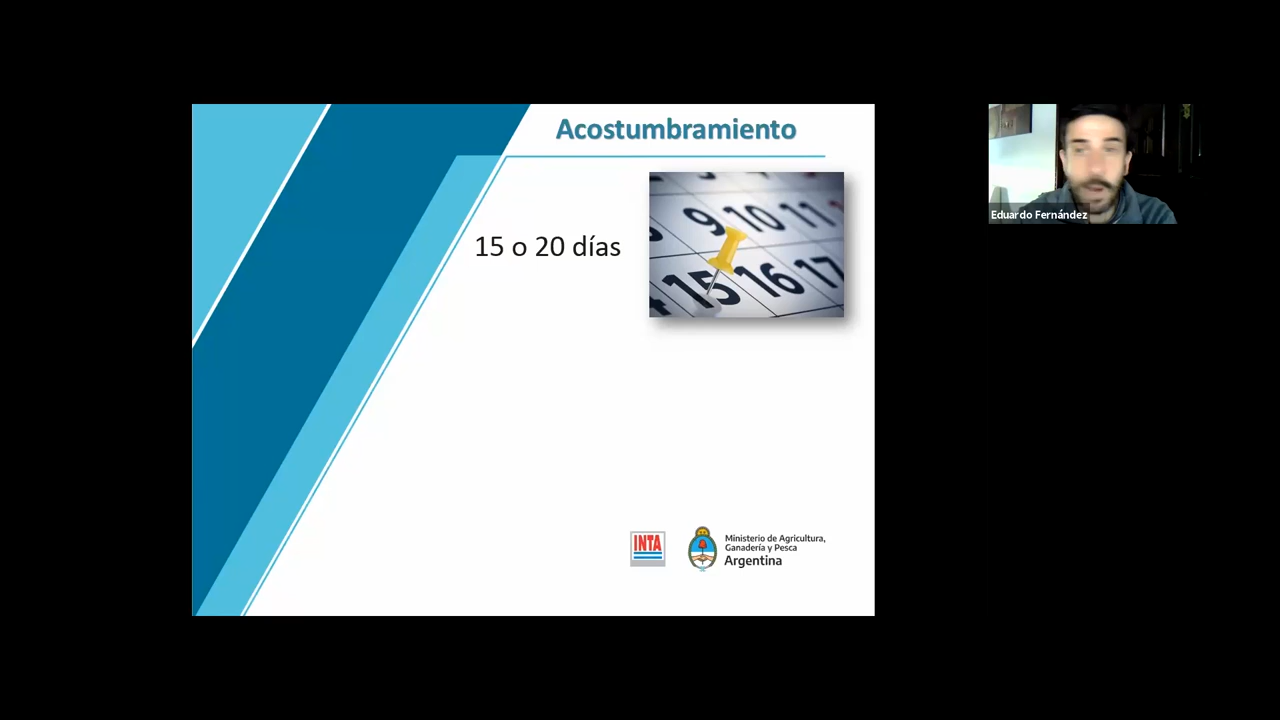 Acostumbramiento
15 o 20 días
9 10 11
15 16 17
INTA
Ministerio de Agricultura,
Ganadería y Pesca
Argentina
Eduardo Fernández